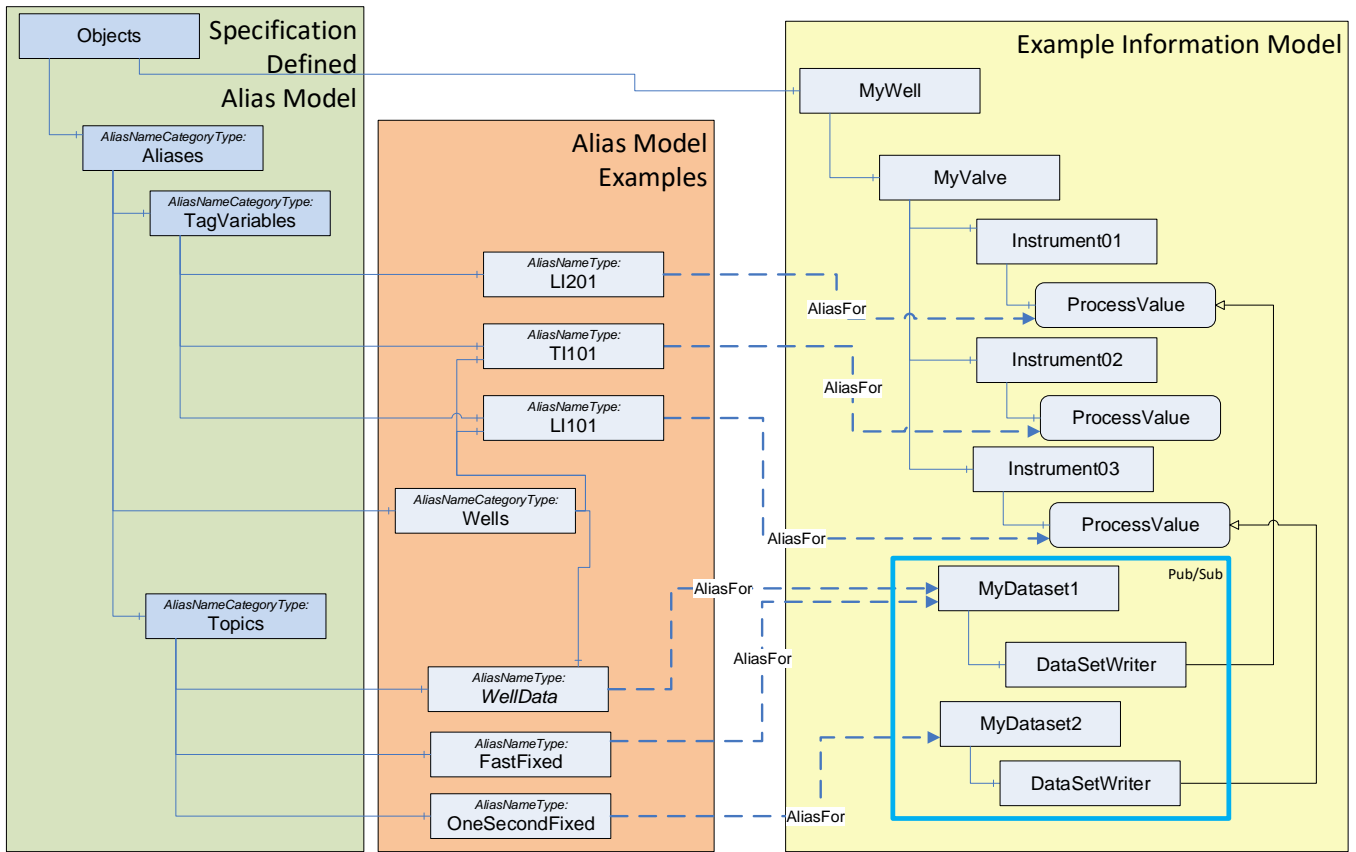 Objects
Specification
Defined
Alias Model
AliasNameCategoryType:
Aliases
AliasNameCategoryType:
TagVariables
AliasNameCategoryType:
Topics
Alias Model
Examples
AliasNameType:
LI201
AliasNameType:
TI101
AliasNameType:
LI101
AliasNameCategoryType:
Wells
AliasNameType:
WellData
AliasNameType:
FastFixed
AliasNameType:
OneSecondFixed
AliasFor
AliasFor
AliasFor
AliasFor
AliasFor
AliasFor
Example Information Model
MyWell
MyValve
Instrument01
ProcessValue
Instrument02
ProcessValue
Instrument03
ProcessValue
Pub/Sub
MyDataset1
DataSetWriter
MyDataset2
DataSetWriter